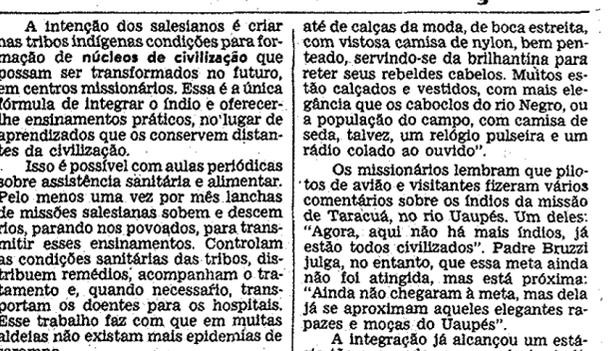 A intenção dos salesianos é criar
nas tribos indígenas condições para for-
mação de núcleos de civilização que
possam ser transformados no futuro,
em centros missionários. Essa é a única
fórmula de integrar o índio e oferecer-
lhe ensinamentos práticos, no lugar de
aprendizados que os conservem distan-
tes da civilização.
Isso é possível com aulas periódicas
sobre assistência sanitária e alimentar.
Pelo menos uma vez por mês lanchas
de missões salesianas sobem e descem
rios, parando nos povoados, para trans-
mitir esses ensinamentos. Controlam
as condições sanitárias das tribos, dis-
tribuem remédios, acompanham o tra-
tamento e, quando necessario, trans-
portam os doentes para os hospitais.
Esse trabalho faz com que em muitas
aldeias não existam mais epidemias de
até de calças da moda, de boca estreita,
com vistosa camisa de nylon, bem pen-
teado, servindo-se da brilhantina para
reter seus rebeldes cabelos. Muitos es-
tão calçados e vestidos, com mais ele-
gância que os caboclos do rio Negro, ou
a população do campo, com camisa de
seda, talvez, um relógio pulseira e um
rádio colado ao ouvido".
Os missionários lembram que pilo-
tos de avião e visitantes fizeram vários
comentários sobre os índios da missão
de Taracuá, no rio Uaupés. Um deles:
"Agora, aqui não há mais índios, já
estão todos civilizados". Padre Bruzzi
julga, no entanto, que essa meta ainda
não foi atingida, mas está próxima:
"Ainda não chegaram à meta, mas dela
já se aproximam aqueles elegantes ra-
pazes e moças do Uaupés".
A integração já alcançou um está-